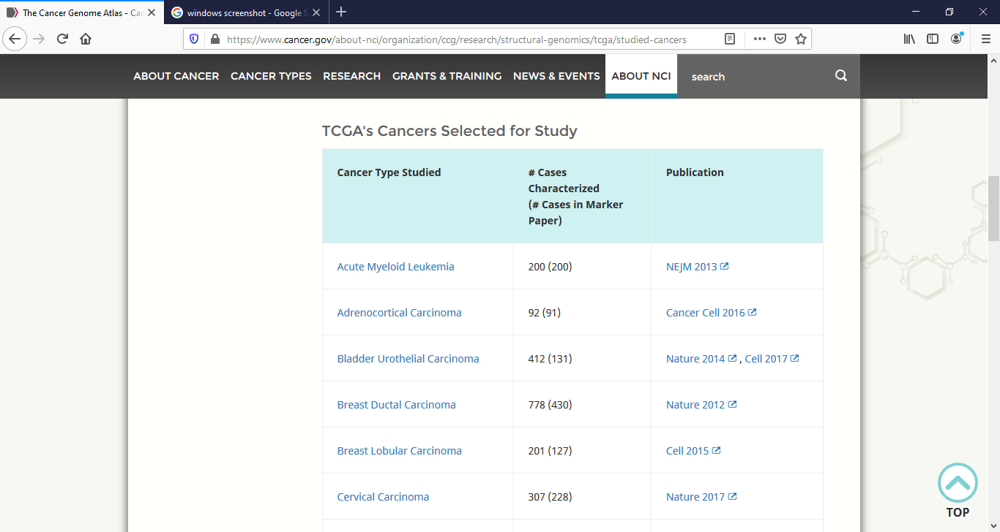 The Cancer Genome Atlas - Ca
windows screenshot - Google S
https://www.cancer.gov/about-nci/organization/ccg/research/structural-genomics/tcga/studied-cancers
ABOUT CANCER CANCER TYPES RESEARCH GRANTS & TRAINING NEWS & EVENTS ABOUT NCI search
TCGA's Cancers Selected for Study
Cancer Type Studied
# Cases
Characterized
(# Cases in Marker
Paper)
Publication
Acute Myeloid Leukemia 200 (200) NEJM 2013
Adrenocortical Carcinoma 92 (91) Cancer Cell 2016
Bladder Urothelial Carcinoma 412 (131) Nature 2014 , Cell 2017
Breast Ductal Carcinoma 778 (430) Nature 2012
Breast Lobular Carcinoma 201 (127) Cell 2015
Cervical Carcinoma 307 (228) Nature 2017
TOP